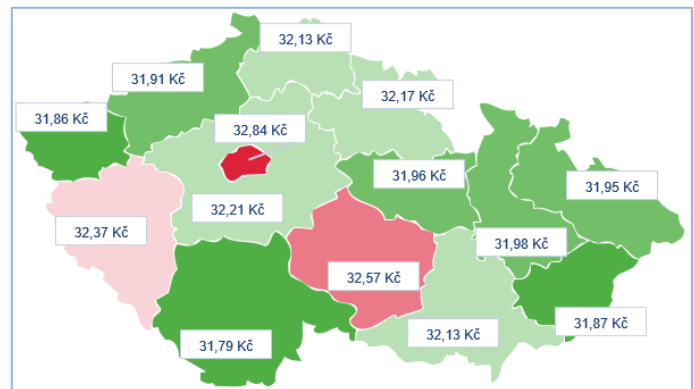 32,13 Kč
31,91 Kč
32,17 Kč
31,86 Kč
32,84 Kč
31,96 Kč
31,95 Kč
32,21 Kč
32,37 Kč
31,98 Kč
32,57 Kč
31,87 Kč
32,13 Kč
31,79 Kč